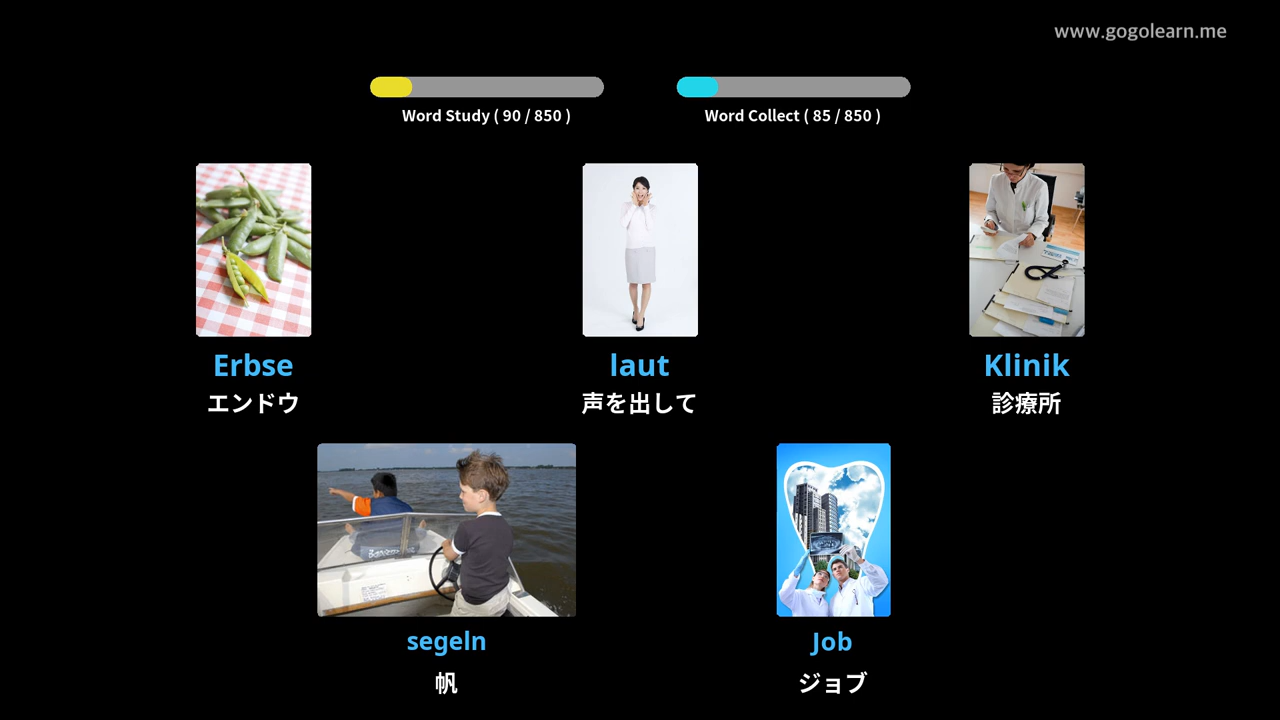 www.gogolearn.me
Word Study ( 90 / 850 )
Word Collect ( 85 / 850 )
Erbse
laut
Klinik
エンドウ
声を出して
診療所
segeln
Job
帆
ジョブ